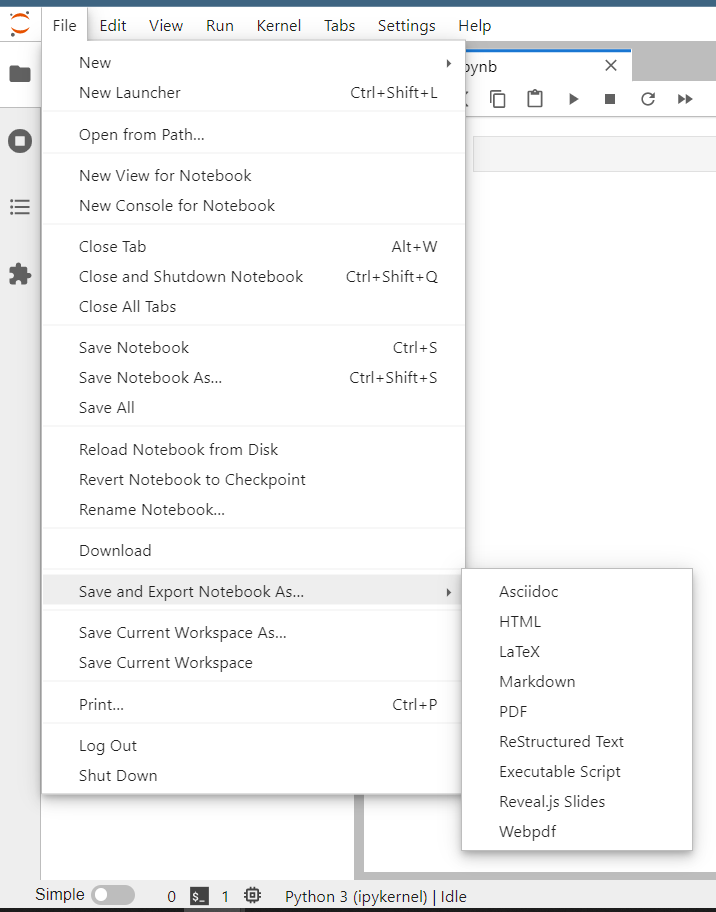 File Edit View Run Kernel Tabs Settings Help
New
New Launcher Ctrl+Shift+L
Open from Path...
New View for Notebook
New Console for Notebook
Close Tab Alt+W
Close and Shutdown Notebook Ctrl+Shift+Q
Close All Tabs
Save Notebook Ctrl+S
Save Notebook As... Ctrl+Shift+S
Save All
Reload Notebook from Disk
Revert Notebook to Checkpoint
Rename Notebook...
Download
Save and Export Notebook As...
Save Current Workspace As...
Save Current Workspace
Print... Ctrl+P
Log Out
Shut Down
pynb
Asciidoc
HTML
LaTeX
Markdown
PDF
ReStructured Text
Executable Script
Reveal.js Slides
Webpdf
Simple 0 $_ 1 Python 3 (ipykernel) | Idle